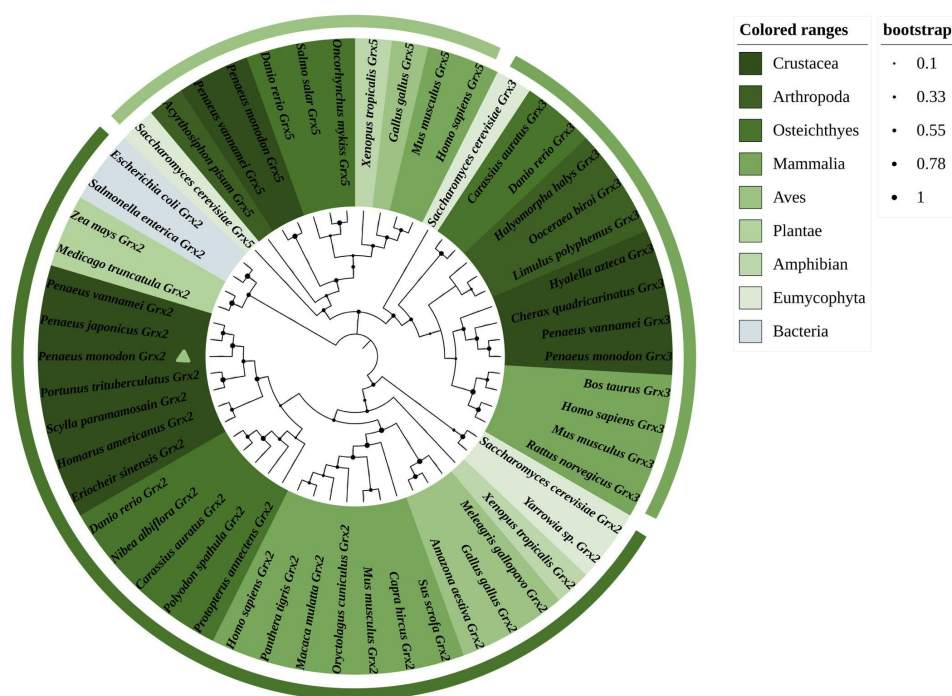 Colored ranges
Crustacea
Arthropoda
Osteichthyes
Mammalia
Aves
Plantae
Amphibian
Eumycophyta
Bacteria
bootstrap
0.1
0.33
0.55
0.78
1
Xenopus tropicalis Grx5
Gallus gallus Grx5
Mus musculus Grx5
Homo sapiens Grx5
Saccharomyces cerevisiae Grx3
Carassius auratus Grx3
Danio rerio Grx3
Halyomorpha halys Grx3
Ooceraea biroi Grx3
Limulus polyphemus Grx3
Hyalella azteca Grx3
Cherax quadricarinatus Grx3
Penaeus vannamei Grx3
Penaeus monodon Grx3
Bos taurus Grx3
Homo sapiens Grx3
Mus musculus Grx3
Rattus norvegicus Grx3
Saccharomyces cerevisiae Grx2
Yarrowia sp. Grx2
Xenopus tropicalis Grx2
Meleagris gallopavo Grx2
Gallus gallus Grx2
Amazona aestiva Grx2
Sus scrofa Grx2
Capra hircus Grx2
Mus musculus Grx2
Oryctolagus cuniculus Grx2
Macaca mulatta Grx2
Panthera tigris Grx2
Homo sapiens Grx2
Protopterus annectens Grx2
Polyodon spathula Grx2
Carassius auratus Grx2
Nibea albiflora Grx2
Danio rerio Grx2
Eriocheir sinensis Grx2
Homarus americanus Grx2
Scylla paramamosain Grx2
Portunus trituberculatus Grx2
Penaeus monodon Grx2
Penaeus japonicus Grx2
Penaeus vannamei Grx2
Medicago truncatula Grx2
Zea mays Grx2
Salmonella enterica Grx2
Escherichia coli Grx2
Saccharomyces cerevisiae Grx5
Acyrthosiphon pisum Grx5
Penaeus vannamei Grx5
Penaeus monodon Grx5
Danio rerio Grx5
Salmo salar Grx5
Oncorhynchus mykiss Grx5